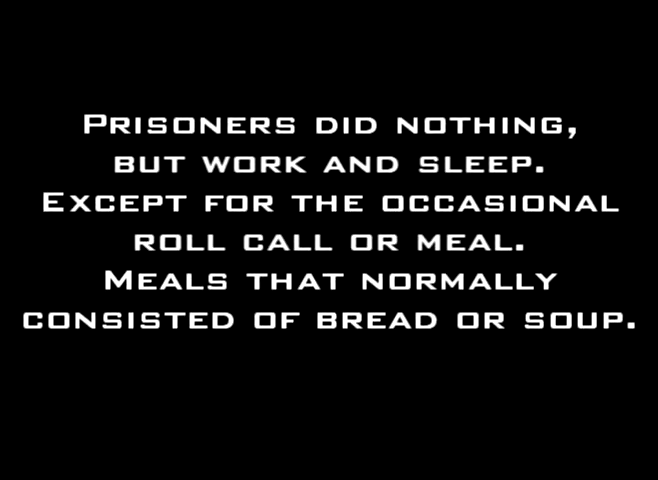 Prisoners did nothing,
but work and sleep.
Except for the occasional
roll call or meal.
Meals that normally
consisted of bread or soup.